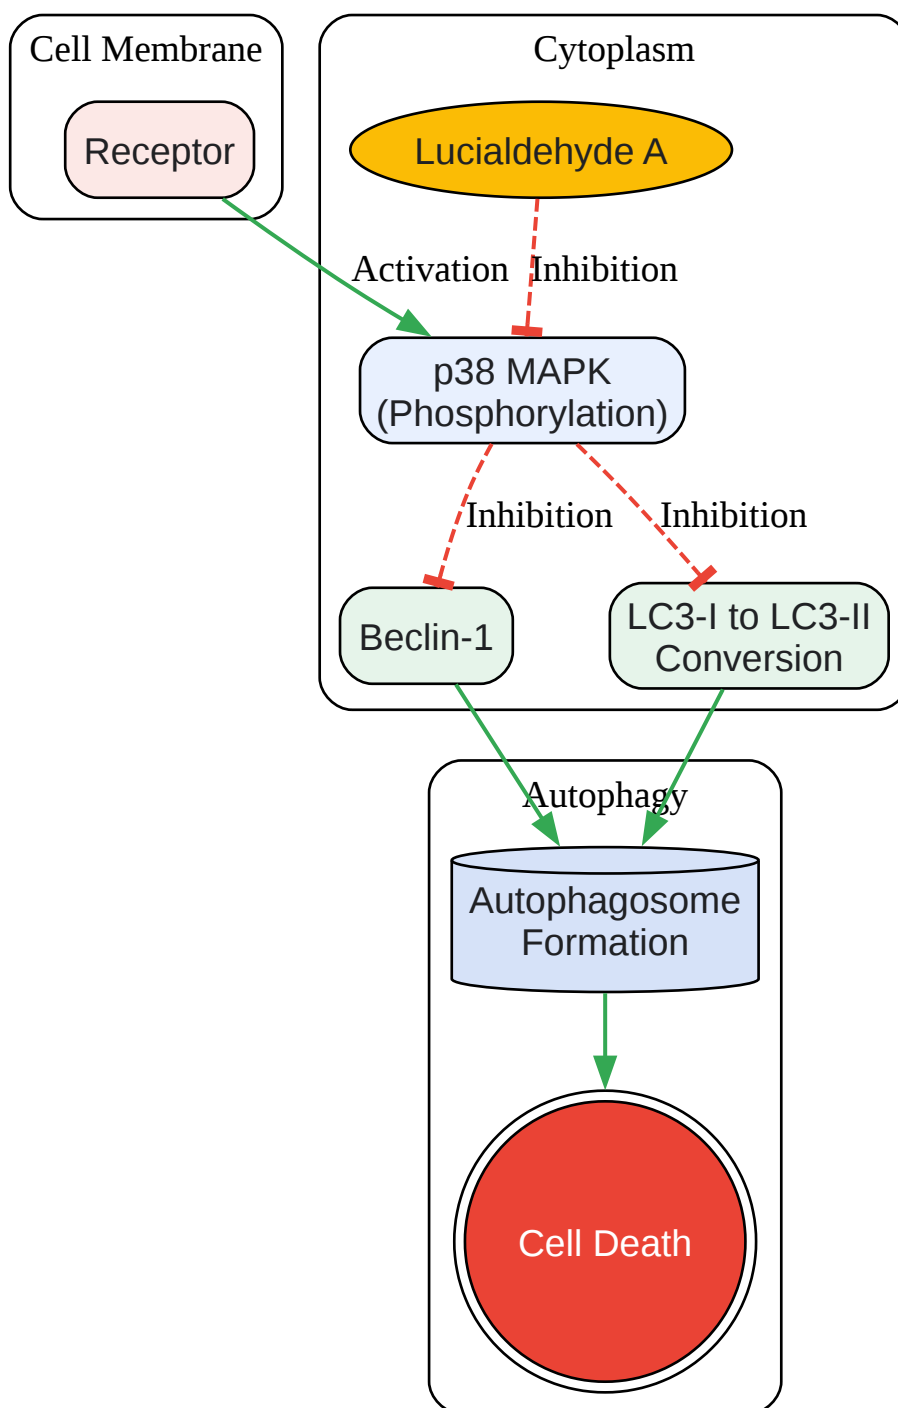 Cell Membrane
Receptor
Cytoplasm
Lucialdehyde A
Activation
Inhibition
p38 MAPK
(Phosphorylation)
Inhibition
Inhibition
Beclin-1
LC3-I to LC3-II
Conversion
Autophagy
Autophagosome
Formation
Cell Death